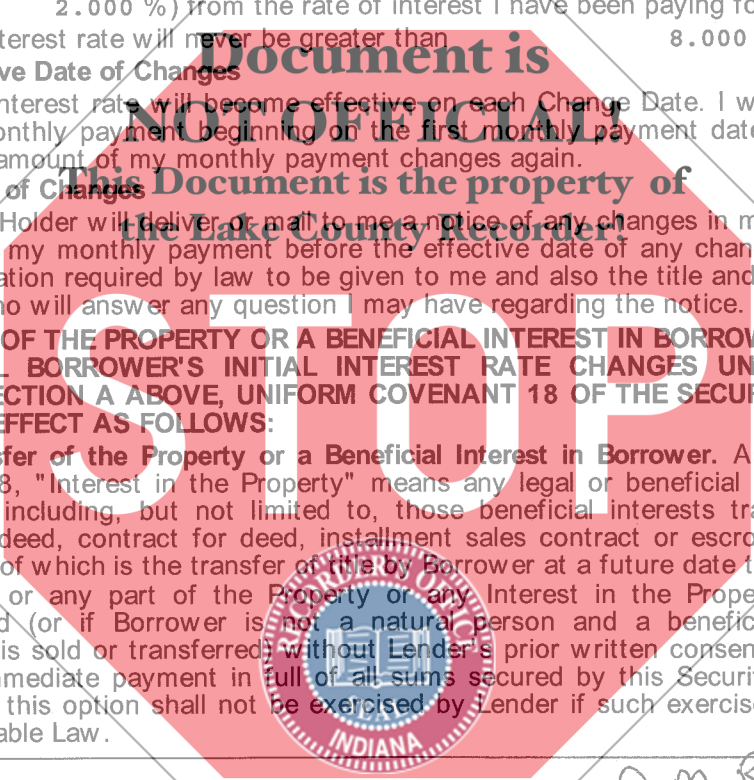 2.000 %) from the rate of interest I have been paying fo
terest rate will never be greater than 8.000
ve Date of Changes
nterest rate will become effective on each Change Date. I w
onthly payment beginning on the first monthly payment date
amount of my monthly payment changes again.
of Changes
Holder will deliver or mail to me a notice of any changes in m
my monthly payment before the effective date of any chan
ation required by law to be given to me and also the title and
o will answer any question I may have regarding the notice.
OF THE PROPERTY OR A BENEFICIAL INTEREST IN BORROW
L BORROWER'S INITIAL INTEREST RATE CHANGES UN
ECTION A ABOVE, UNIFORM COVENANT 18 OF THE SECUR
EFFECT AS FOLLOWS:
sfer of the Property or a Beneficial Interest in Borrower. A
8, "Interest in the Property" means any legal or beneficial
including, but not limited to, those beneficial interests tra
deed, contract for deed, installment sales contract or escro
of which is the transfer of title by Borrower at a future date t
or any part of the Property or any Interest in the Prope
d (or if Borrower is not a natural person and a benefic
is sold or transferred) without Lender's prior written consen
mmediate payment in full of all sums secured by this Securit
this option shall not be exercised by Lender if such exercise
able Law.
Document is
NOT OFFICIAL!
This Document is the property of
the Lake County Recorder!
STOP
RECORDER'S OFFICE
SEAL
INDIANA